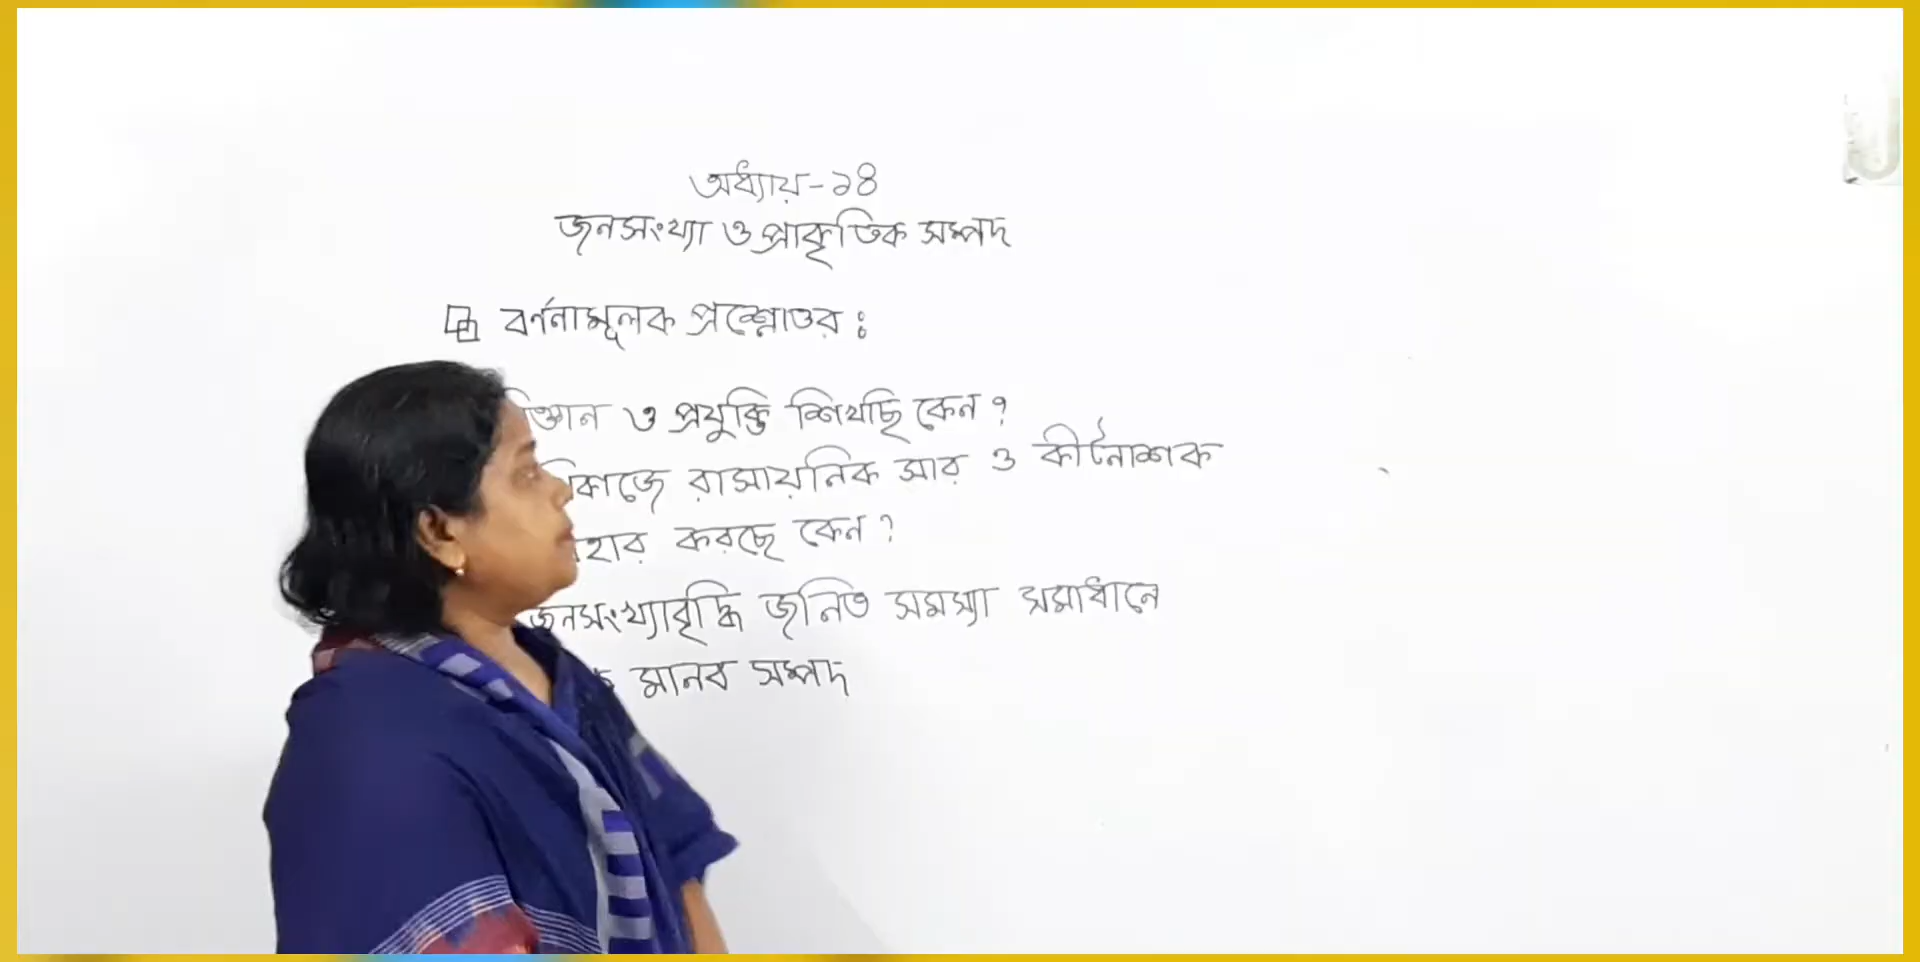 অধ্যায়-১৪
জনসংখ্যা ও প্রাকৃতিক সম্পদ
বর্ণনামূলক প্রশ্নোত্তর :
ও প্রযুক্তি শিখছি কেন ?
রাসায়নিক সার ও কীটনাশক
করছে কেন ?
জনসংখ্যাবৃদ্ধি জনিত সমস্যা সমাধানে
মানব সম্পদ